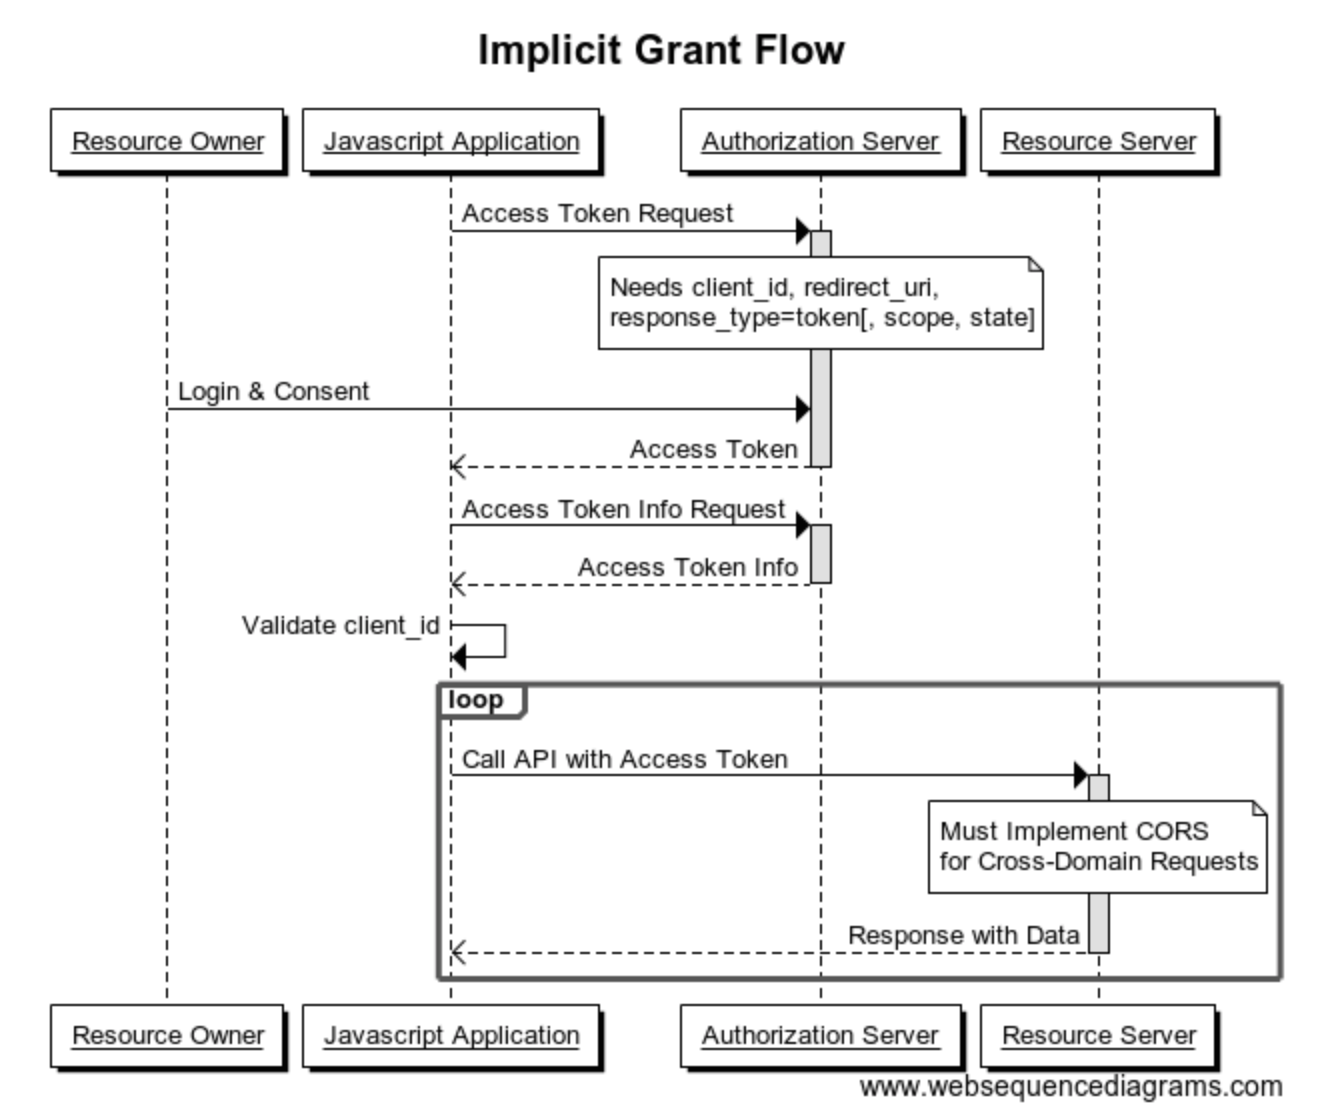 Implicit Grant Flow
Resource Owner
Javascript Application
Authorization Server
Resource Server
Access Token Request
Needs client_id, redirect_uri,
response_type=token[, scope, state]
Login & Consent
Access Token
Access Token Info Request
Access Token Info
Validate client_id
loop
Call API with Access Token
Must Implement CORS
for Cross-Domain Requests
Response with Data
Resource Owner
Javascript Application
Authorization Server
Resource Server
www.websequencediagrams.com